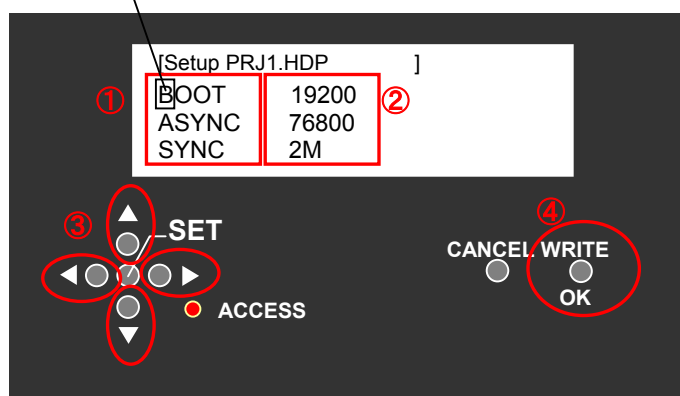 [Setup PRJ1.HDP ]
① BOOT 19200 ②
ASYNC 76800
SYNC 2M
③ ▲ ④
SET
CANCEL WRITE
◀ ▶
OK
ACCESS
▼